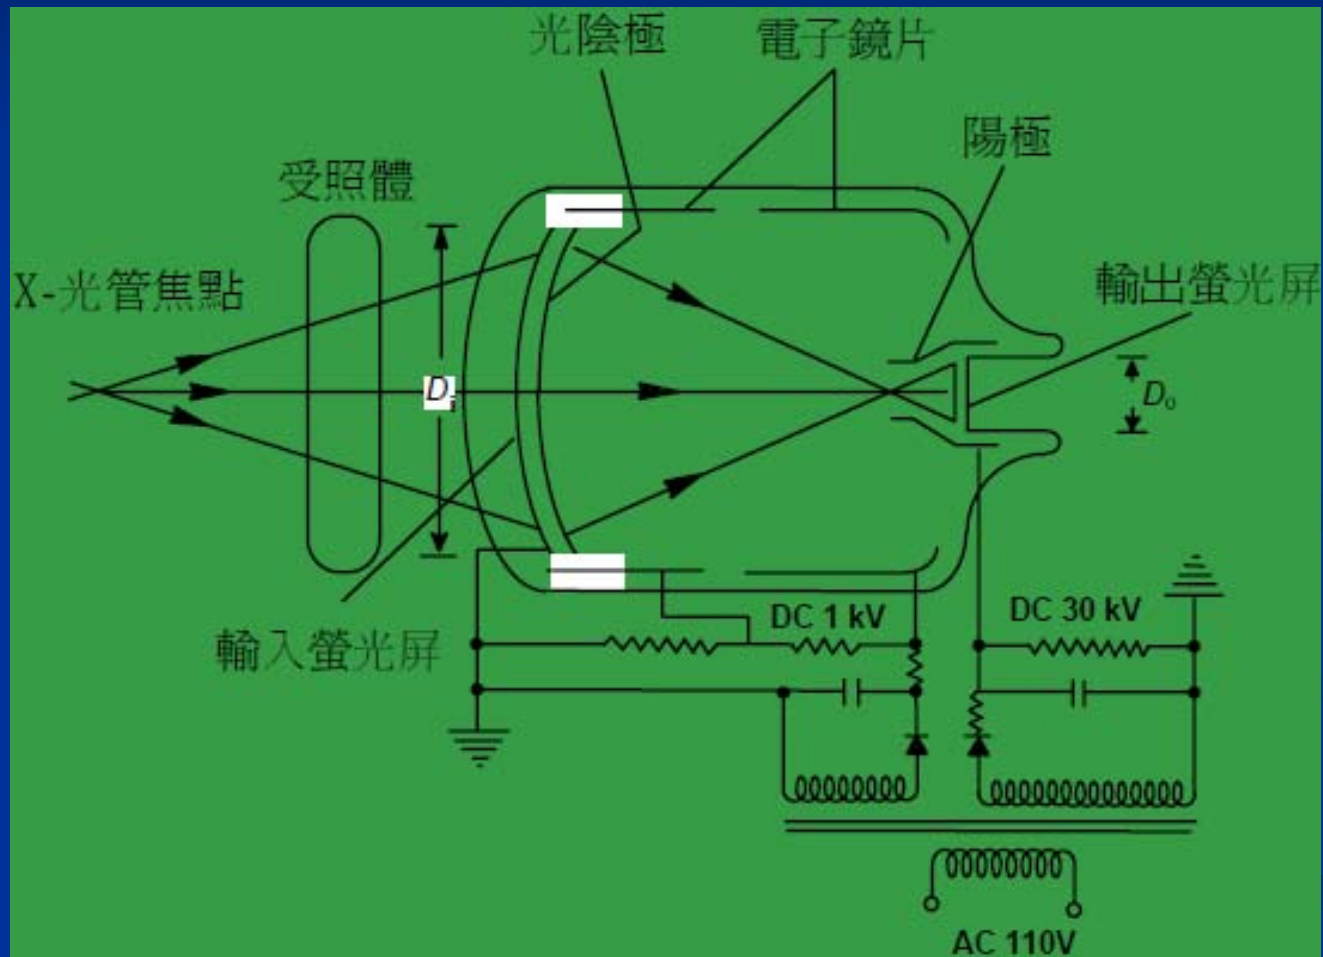 光陰極
電子鏡片
陽極
受照體
X-光管焦點
輸出螢光屏
Di
Do
輸入螢光屏
DC 1 kV
DC 30 kV
AC 110V